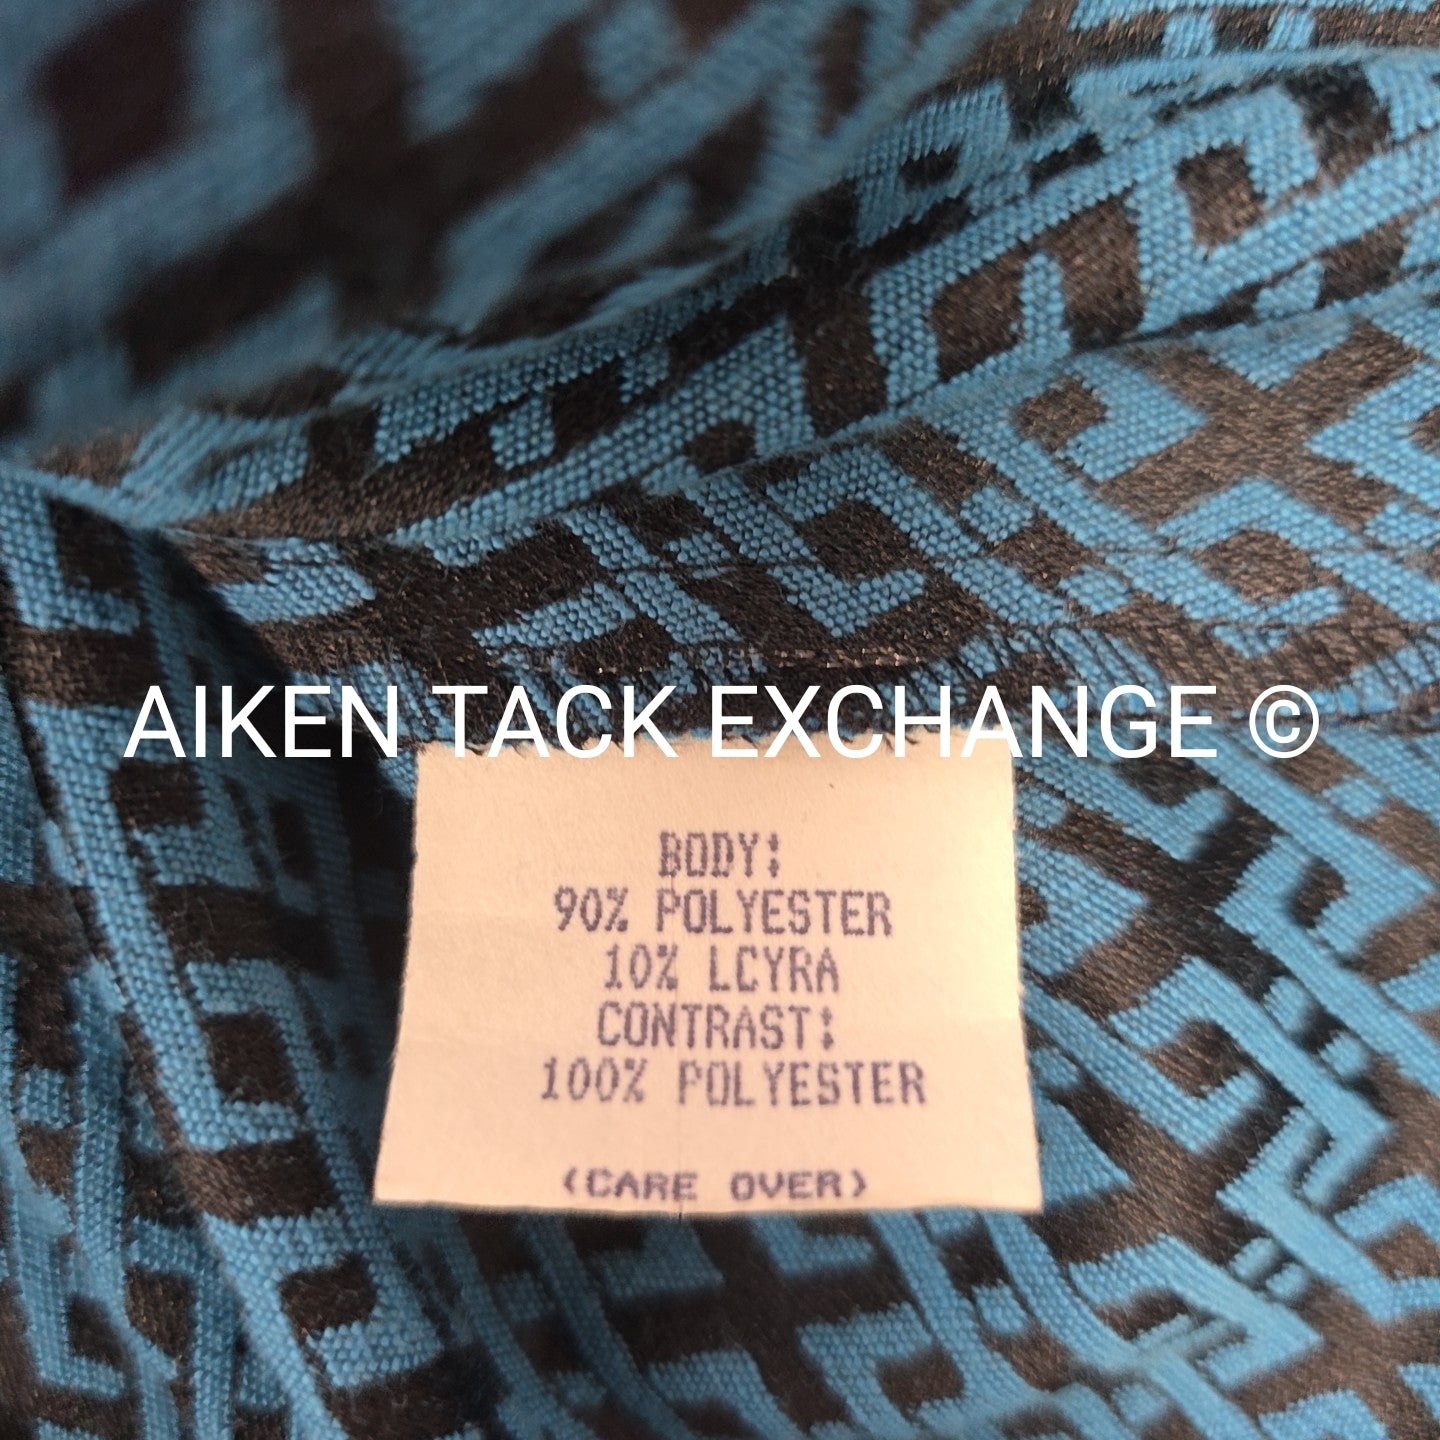 AIKEN TACK EXCHANGE ©
BODY:
90% POLYESTER
10% LCYRA
CONTRAST:
100% POLYESTER
(CARE OVER)